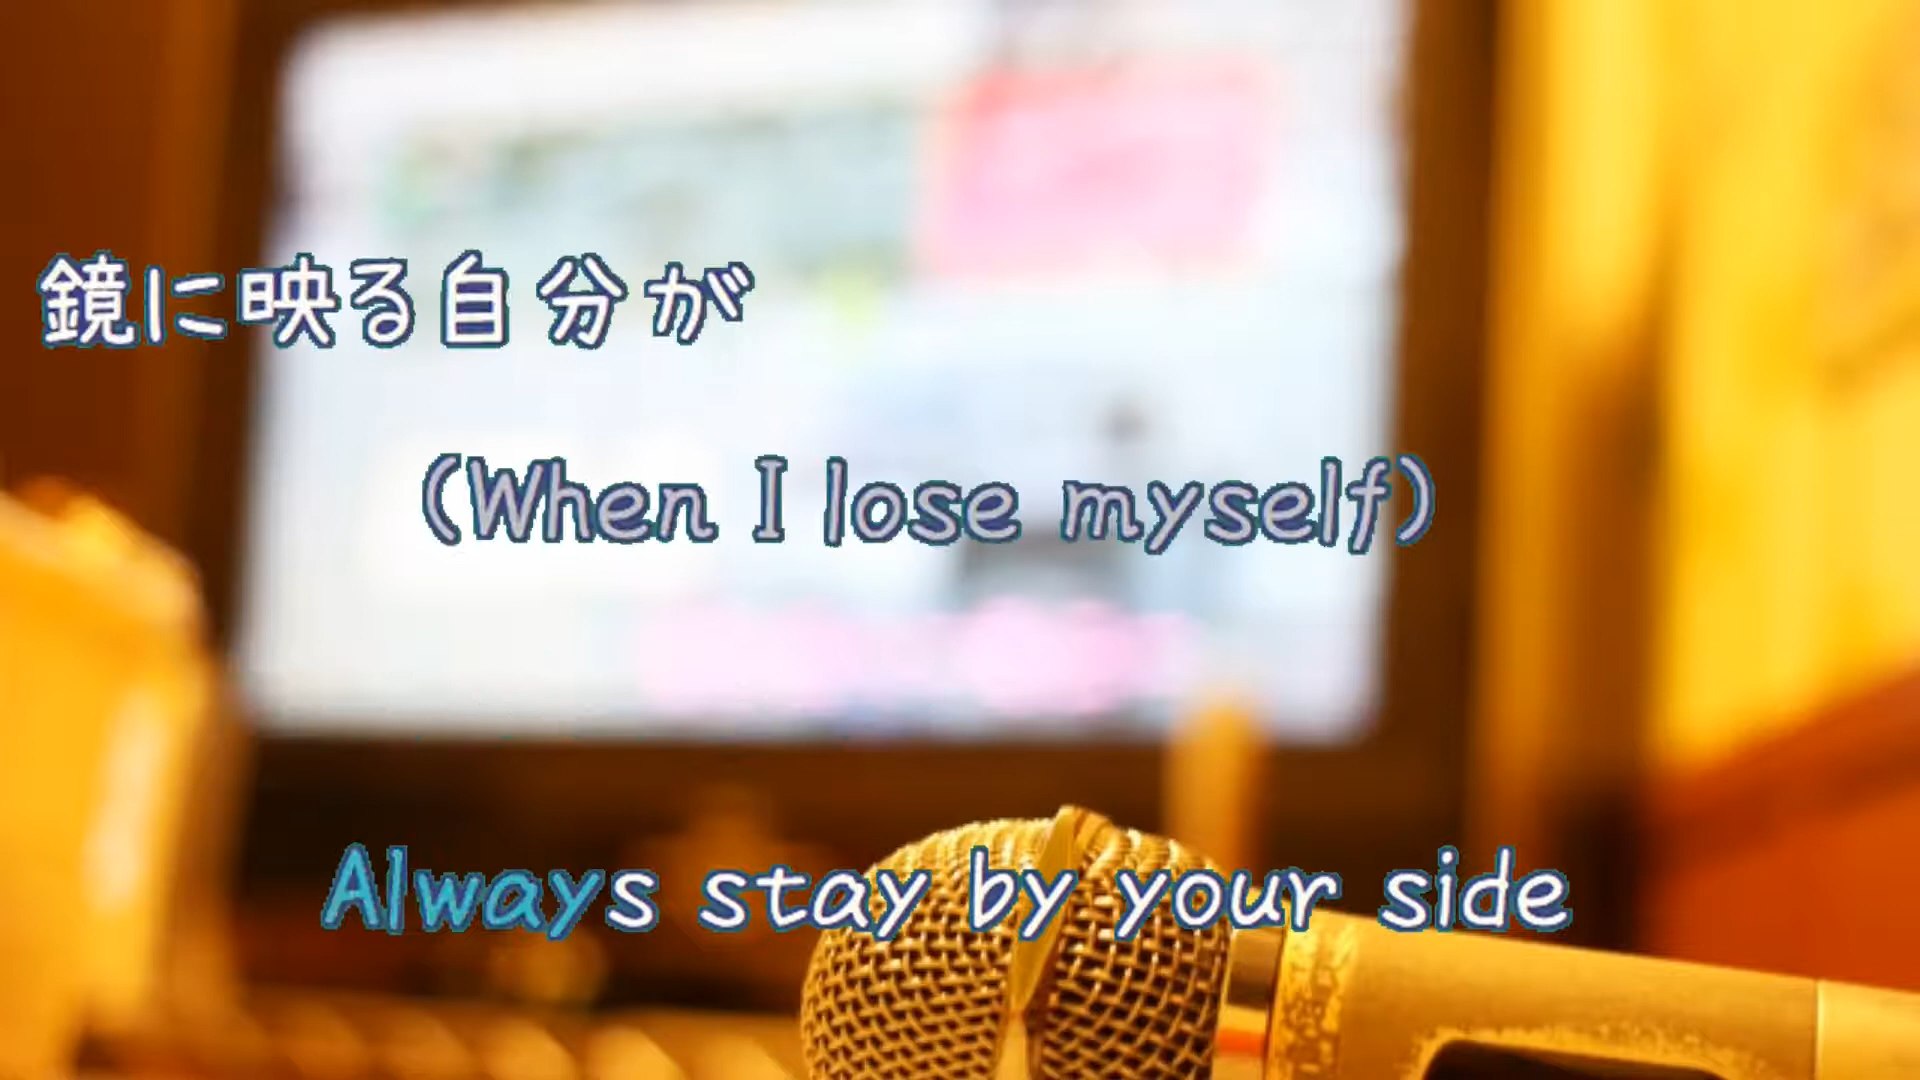 鏡に映る自分が
(When I lose myself)
Always stay by your side